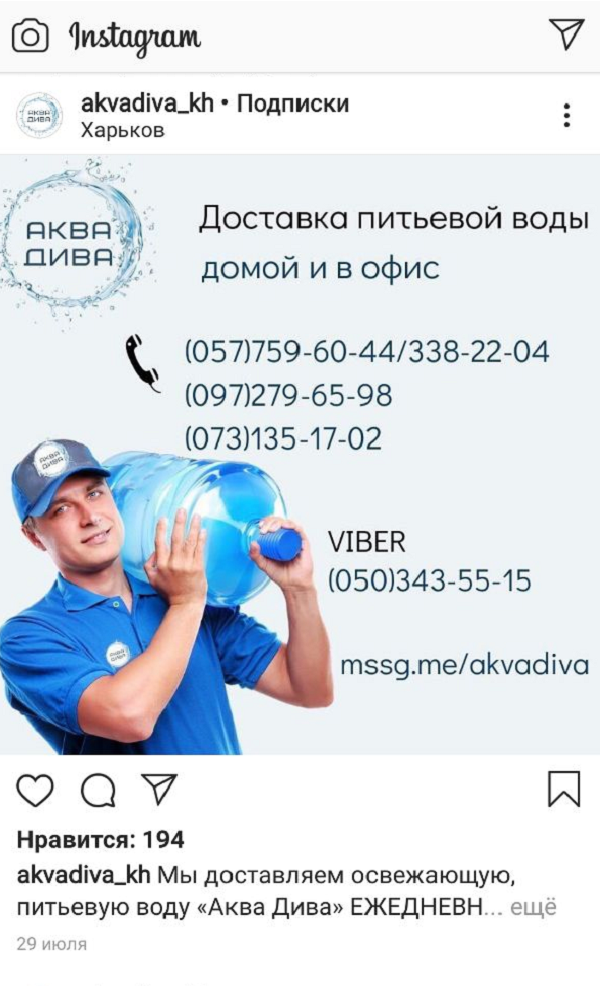 Instagram
akvadiva_kh • Подписки
Харьков
АКВА
ДИВА
АКВА
ДИВА
Доставка питьевой воды
домой и в офис
(057)759-60-44/338-22-04
(097)279-65-98
(073)135-17-02
АКВА
ДИВА
VIBER
(050)343-55-15
mssg.me/akvadiva
Нравится: 194
akvadiva_kh Мы доставляем освежающую,
питьевую воду «Аква Дива» ЕЖЕДНЕВН... ещё
29 июля